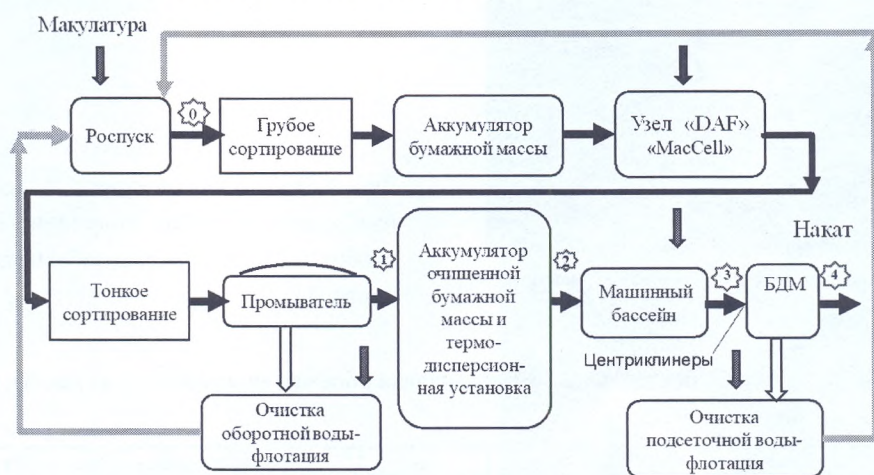 Макулатура
Роспуск
0
Грубое
сортирование
Аккумулятор
бумажной массы
Узел «DAF»
«MacCell»
Накат
Тонкое
сортирование
Промыватель
1
Аккумулятор
очищенной
бумажной
массы и
термо-
дисперсион-
ная установка
2
Машинный
бассейн
3
БДМ
4
Центриклинеры
Очистка
оборотной воды-
флотация
Очистка
подсеточной воды-
флотация